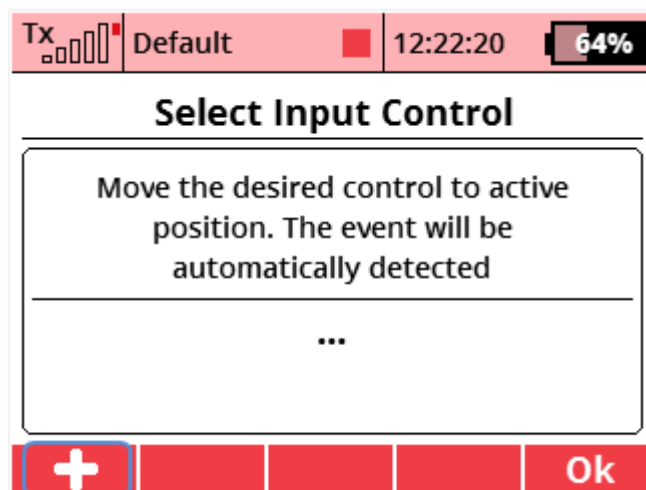 Tx Default 12:22:20 64%
Select Input Control
Move the desired control to active
position. The event will be
automatically detected
...
Ok